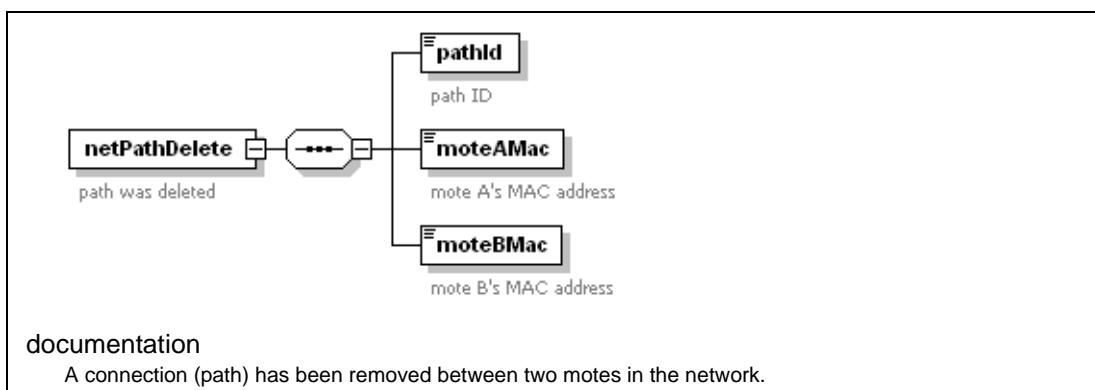 pathId
path ID
netPathDelete
path was deleted
moteAMac
mote A's MAC address
moteBMac
mote B's MAC address
documentation
A connection (path) has been removed between two motes in the network.